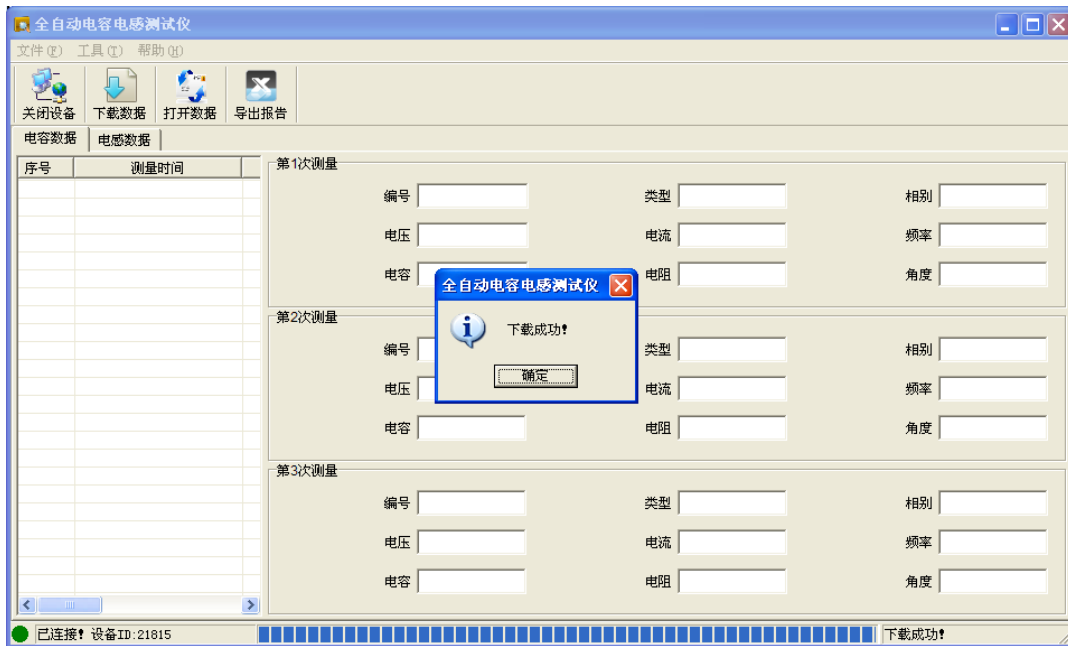 全自动电容电感测试仪
文件(F) 工具(T) 帮助(H)
关闭设备 下载数据 打开数据 导出报告
电容数据 电感数据
序号 测量时间
第1次测量
编号 类型 相别
电压 电流 频率
电容 电阻 角度
全自动电容电感测试仪
下载成功!
确定
第2次测量
编号 类型 相别
电压 电流 频率
电容 电阻 角度
第3次测量
编号 类型 相别
电压 电流 频率
电容 电阻 角度
已连接! 设备ID:21815 下载成功!